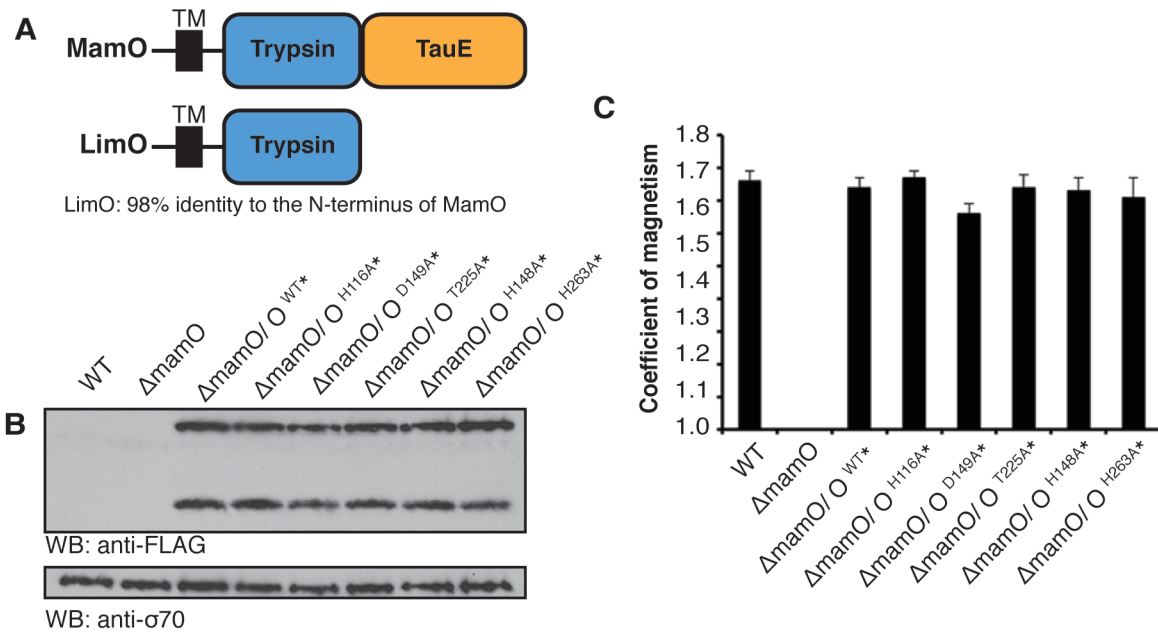 A
TM
MamO
Trypsin
TauE
TM
LimO
Trypsin
LimO: 98% identity to the N-terminus of MamO
WT
ΔmamO
ΔmamO/ O WT*
ΔmamO/ O H116A*
ΔmamO/ O D149A*
ΔmamO/ O T225A*
ΔmamO/ O H148A*
ΔmamO/ O H263A*
B
WB: anti-FLAG
WB: anti-σ70
C
Coefficient of magnetism
1.8
1.7
1.6
1.5
1.4
1.3
1.2
1.1
1.0
WT
ΔmamO
ΔmamO/ O WT*
ΔmamO/ O H116A*
ΔmamO/ O D149A*
ΔmamO/ O T225A*
ΔmamO/ O H148A*
ΔmamO/ O H263A*